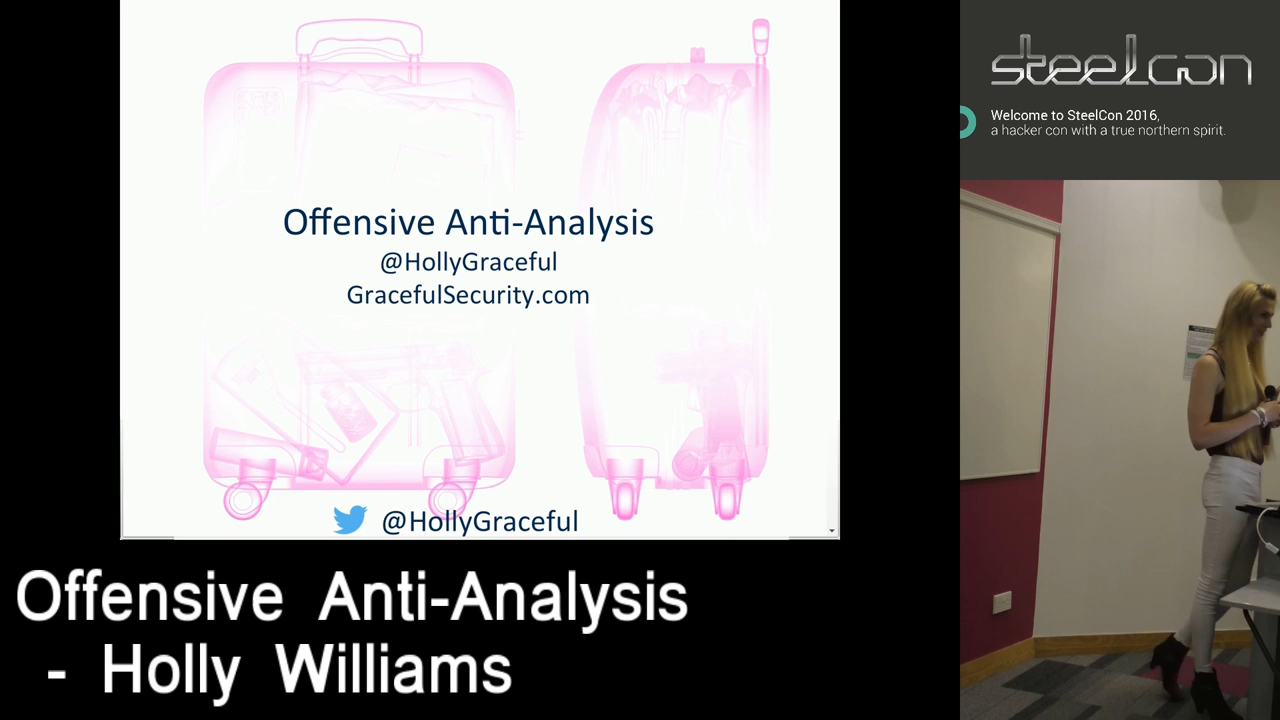 Offensive Anti-Analysis
@HollyGraceful
GracefulSecurity.com
@HollyGraceful
steelcon
Welcome to SteelCon 2016,
a hacker con with a true northern spirit.
Offensive Anti-Analysis
- Holly Williams